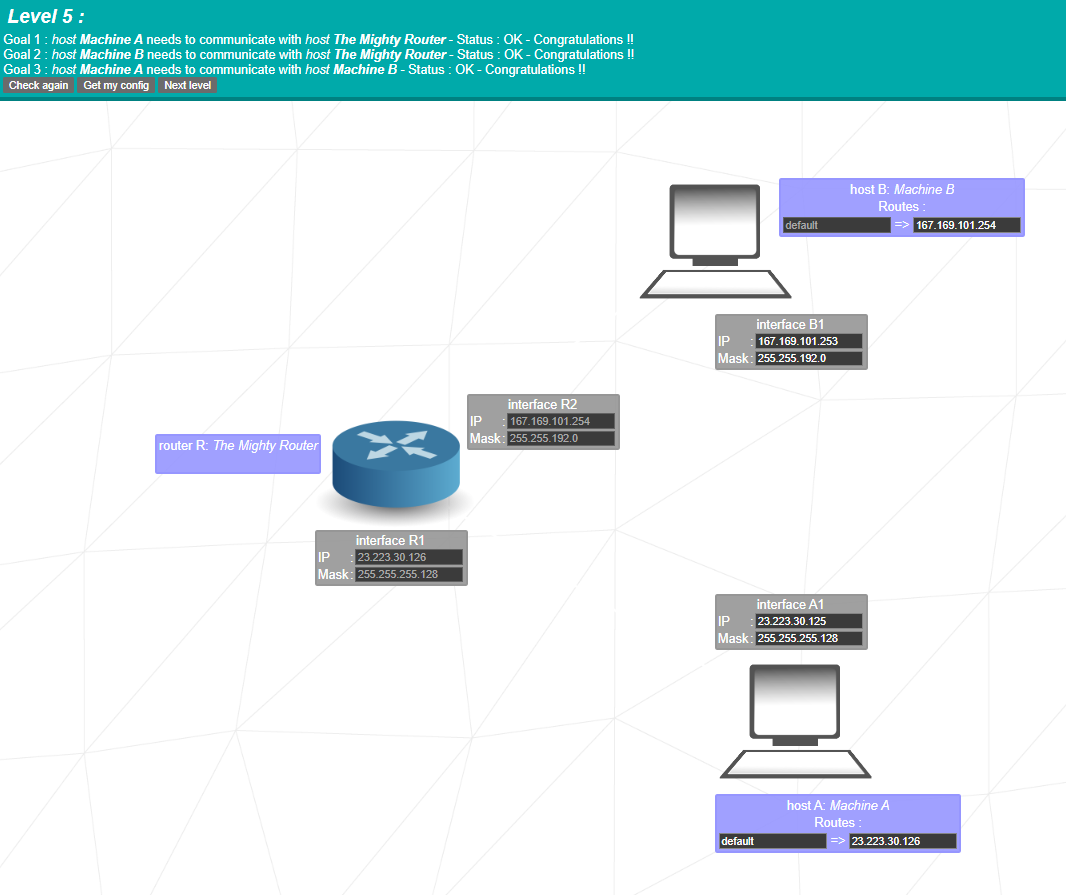 Level 5 :
Goal 1 : host Machine A needs to communicate with host The Mighty Router - Status : OK - Congratulations !!
Goal 2 : host Machine B needs to communicate with host The Mighty Router - Status : OK - Congratulations !!
Goal 3 : host Machine A needs to communicate with host Machine B - Status : OK - Congratulations !!
Check again Get my config Next level
host B: Machine B
Routes :
default => 167.169.101.254
interface B1
IP : 167.169.101.253
Mask : 255.255.192.0
interface R2
IP : 167.169.101.254
Mask : 255.255.192.0
router R: The Mighty Router
interface R1
IP : 23.223.30.126
Mask : 255.255.255.128
interface A1
IP : 23.223.30.125
Mask : 255.255.255.128
host A: Machine A
Routes :
default => 23.223.30.126